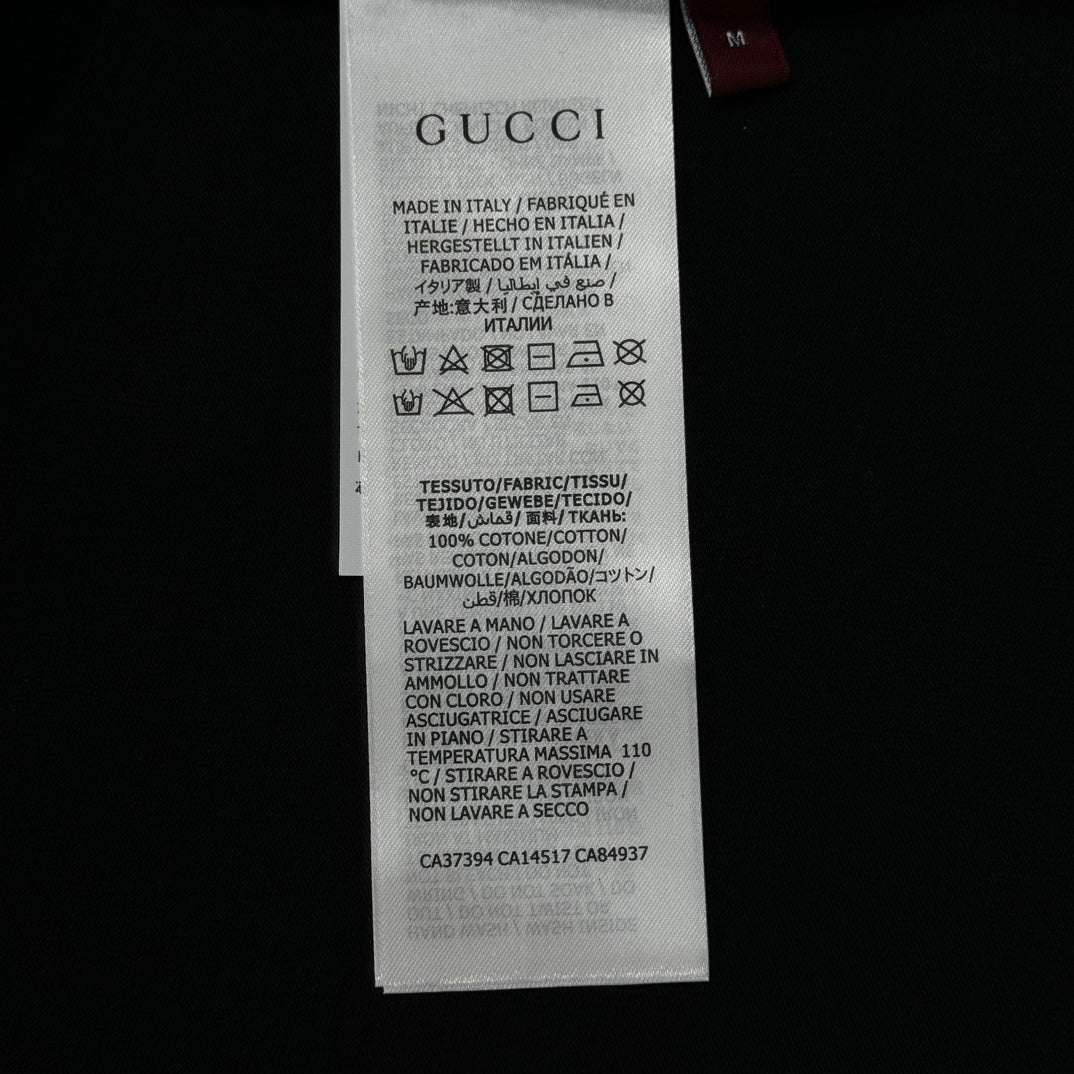 M
GUCCI
MADE IN ITALY / FABRIQUÉ EN
ITALIE / HECHO EN ITALIA /
HERGESTELLT IN ITALIEN /
FABRICADO EM ITÁLIA /
イタリア製 / صنع في إيطاليا /
产地:意大利 / СДЕЛАНО В
ИТАЛИИ
TESSUTO/FABRIC/TISSU/
TEJIDO/GEWEBE/TECIDO/
表地/قماش/ 面料/ ТКАНЬ:
100% COTONE/COTTON/
COTON/ALGODON/
BAUMWOLLE/ALGODÃO/コットン/
قطن/棉/ХЛОПОК
LAVARE A MANO / LAVARE A
ROVESCIO / NON TORCERE O
STRIZZARE / NON LASCIARE IN
AMMOLLO / NON TRATTARE
CON CLORO / NON USARE
ASCIUGATRICE / ASCIUGARE
IN PIANO / STIRARE A
TEMPERATURA MASSIMA 110
°C / STIRARE A ROVESCIO /
NON STIRARE LA STAMPA /
NON LAVARE A SECCO
CA37394 CA14517 CA84937